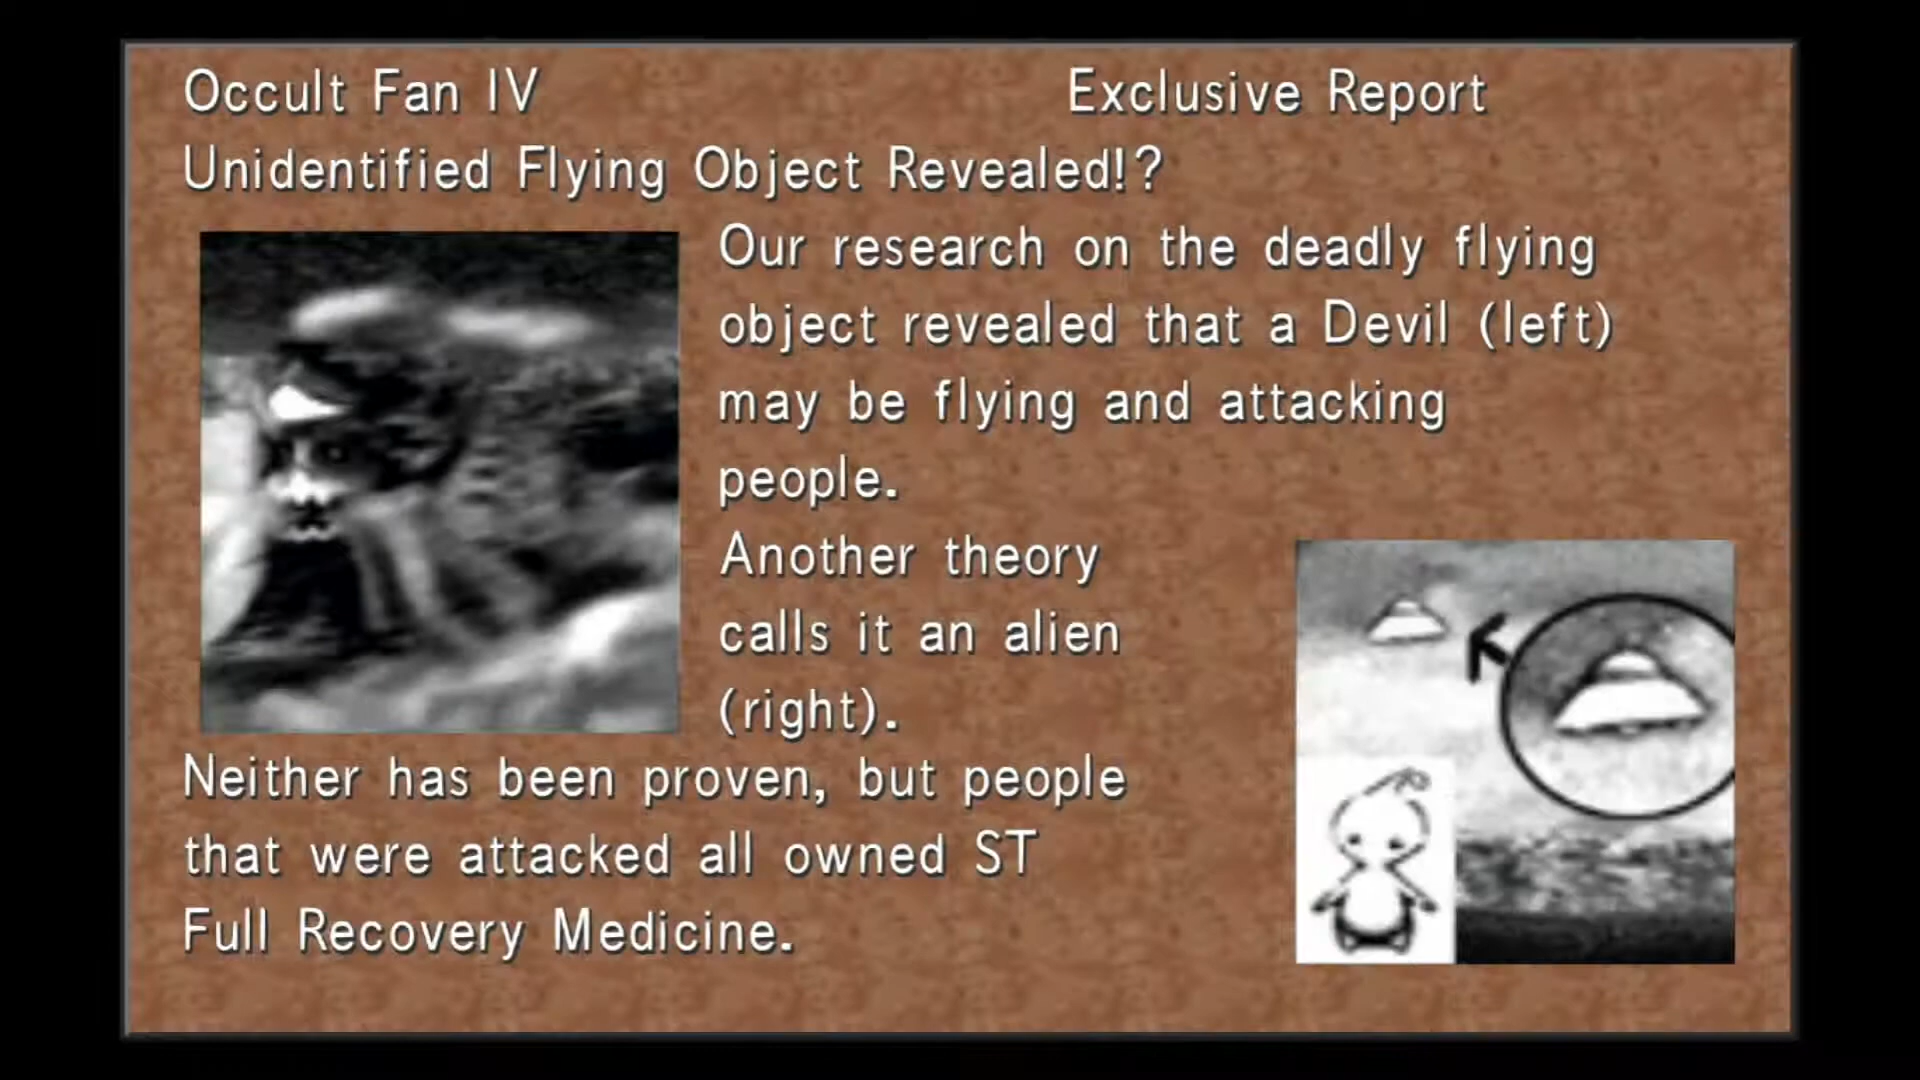 Occult Fan IV Exclusive Report
Unidentified Flying Object Revealed!?
Our research on the deadly flying
object revealed that a Devil (left)
may be flying and attacking
people.
Another theory
calls it an alien
(right).
Neither has been proven, but people
that were attacked all owned ST
Full Recovery Medicine.